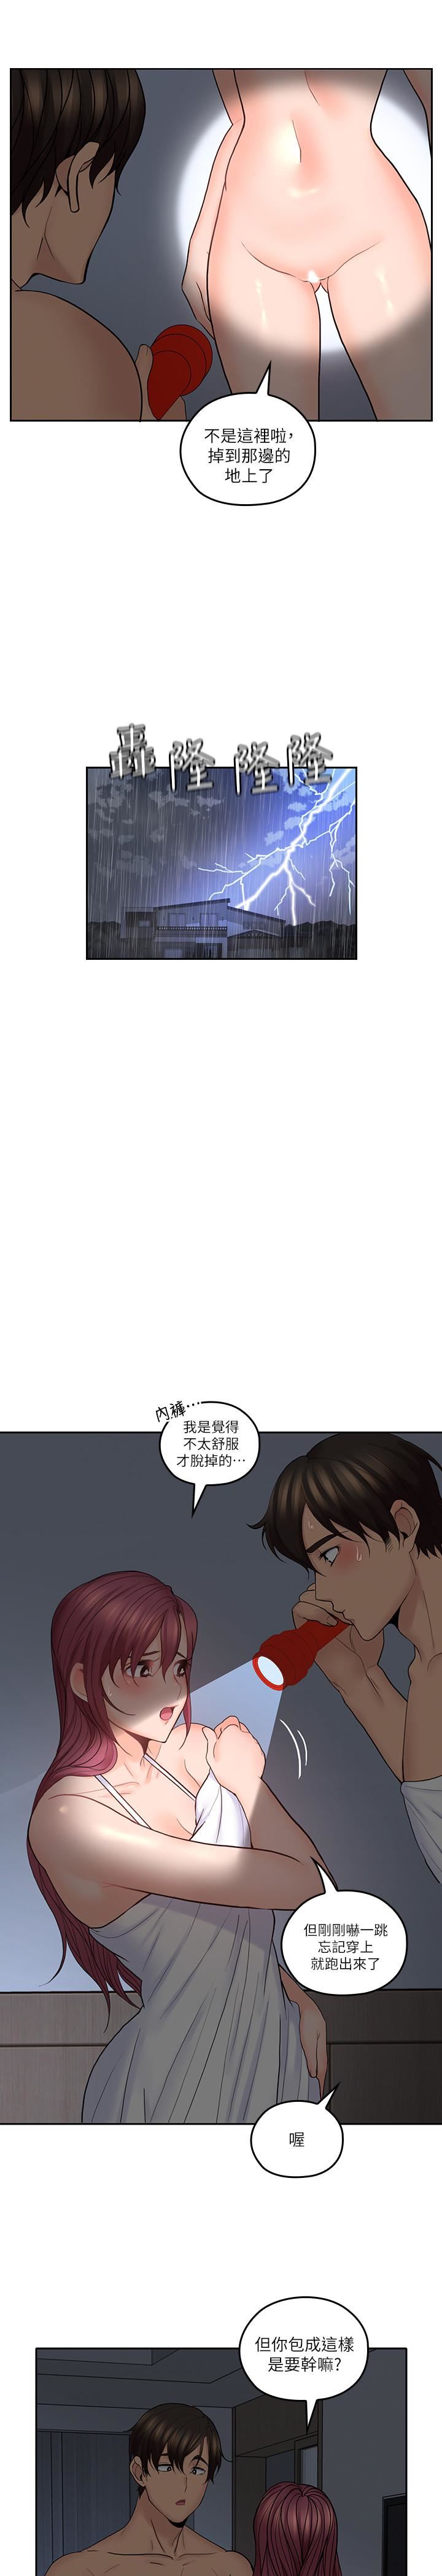 不是這裡啦，
掉到那邊的
地上了
轟隆隆隆
內褲⋯
我是覺得
不太舒服
才脫掉的⋯
但剛剛嚇一跳
忘記穿上
就跑出來了
喔
但你包成這樣
是要幹嘛?